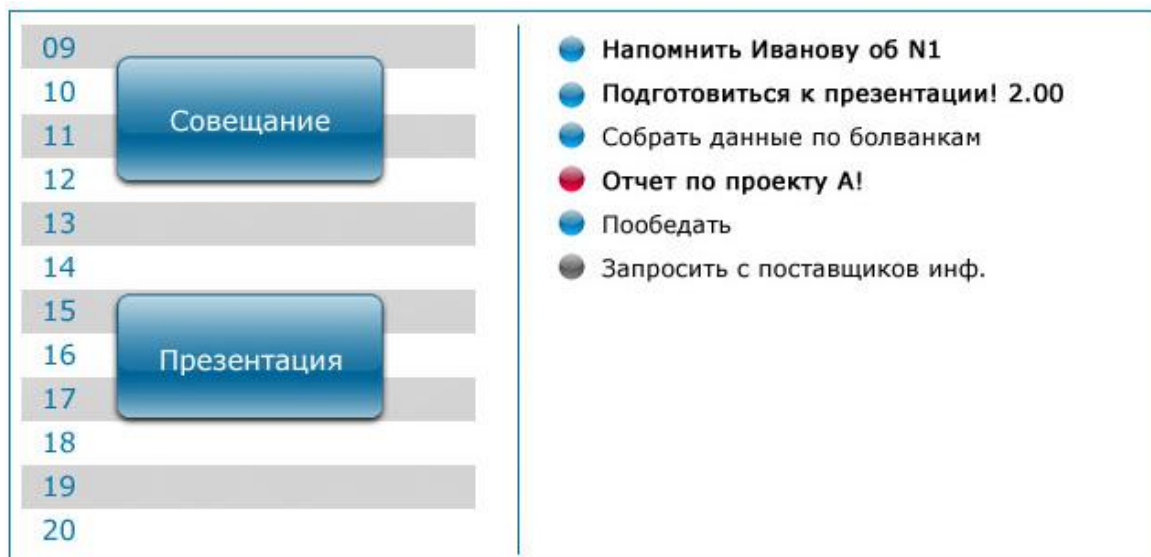 09
10
Совещание
11
12
13
14
15
16
Презентация
17
18
19
20
Напомнить Иванову об N1
Подготовиться к презентации! 2.00
Собрать данные по болванкам
Отчет по проекту А!
Пообедать
Запросить с поставщиков инф.